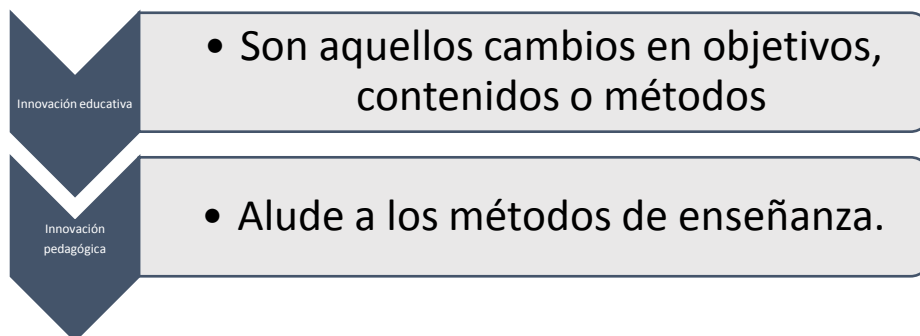 Innovación educativa
• Son aquellos cambios en objetivos,
contenidos o métodos
Innovación
pedagógica
• Alude a los métodos de enseñanza.